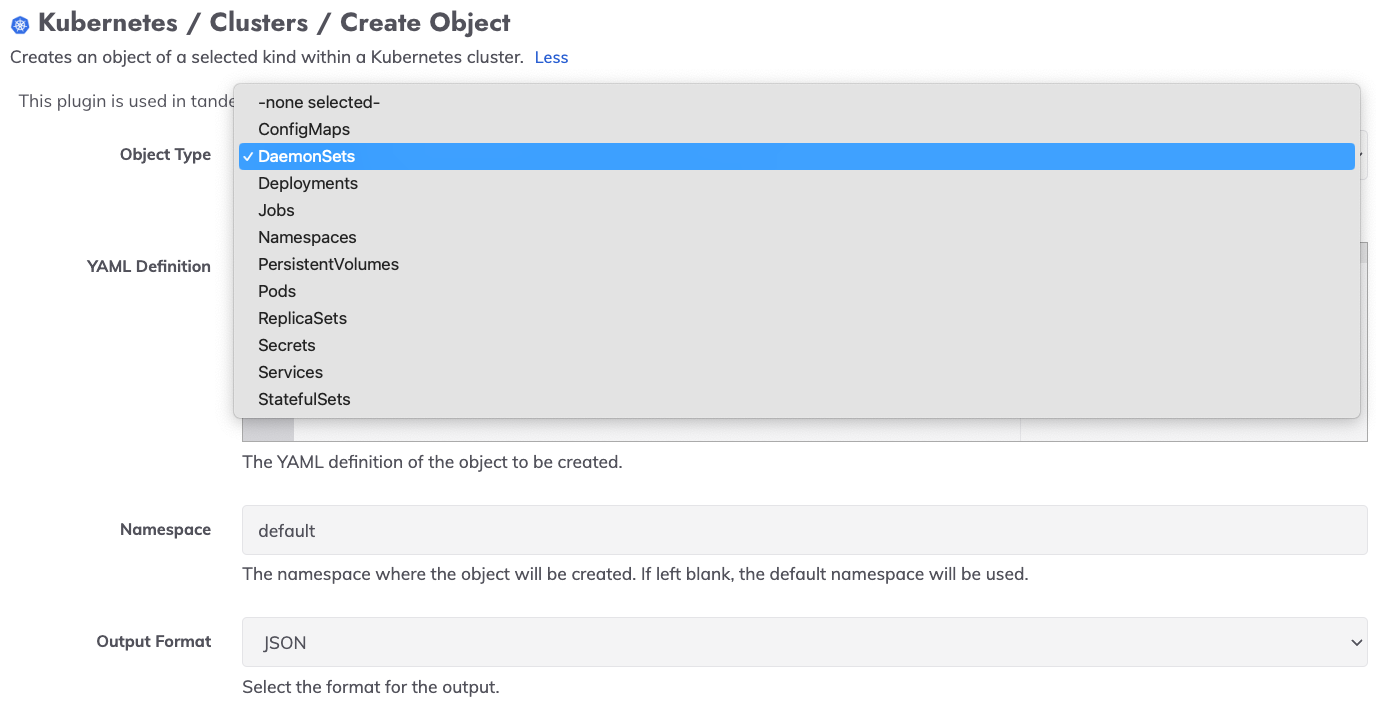 Kubernetes / Clusters / Create Object
Creates an object of a selected kind within a Kubernetes cluster. Less
This plugin is used in
-none selected-
ConfigMaps
Object Type
✓ DaemonSets
Deployments
Jobs
Namespaces
YAML Definition
PersistentVolumes
Pods
ReplicaSets
Secrets
Services
StatefulSets
The YAML definition of the object to be created.
Namespace
default
The namespace where the object will be created. If left blank, the default namespace will be used.
Output Format
JSON
Select the format for the output.